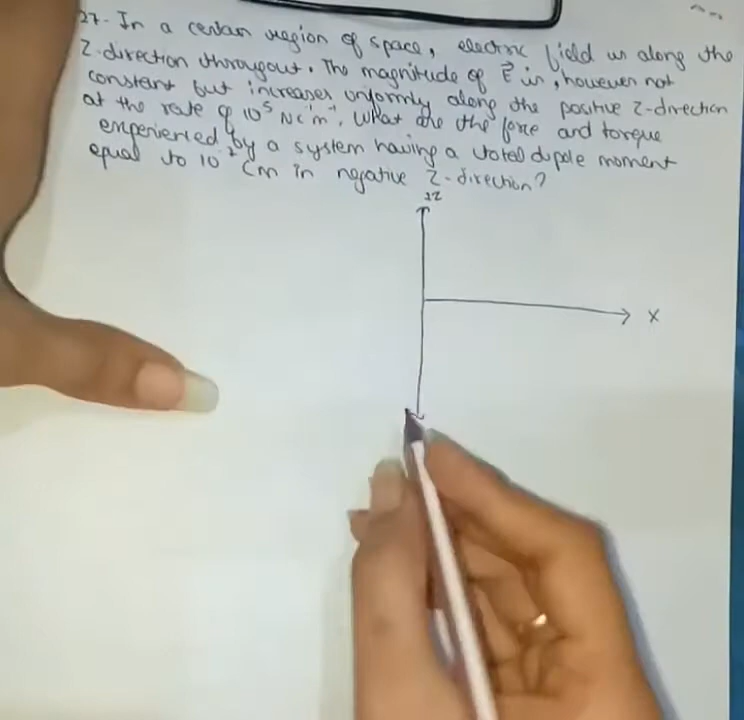 27. In a certain region of space, electric field is along the
Z-direction througout. The magnitude of E⃗ is, however not
constant but increases uniformly along the positive Z-direction
at the rate of 10⁵ NC⁻¹m⁻¹. What are the force and torque
experienced by a system having a total dipole moment
equal to 10⁻² Cm in negative Z-direction?
X